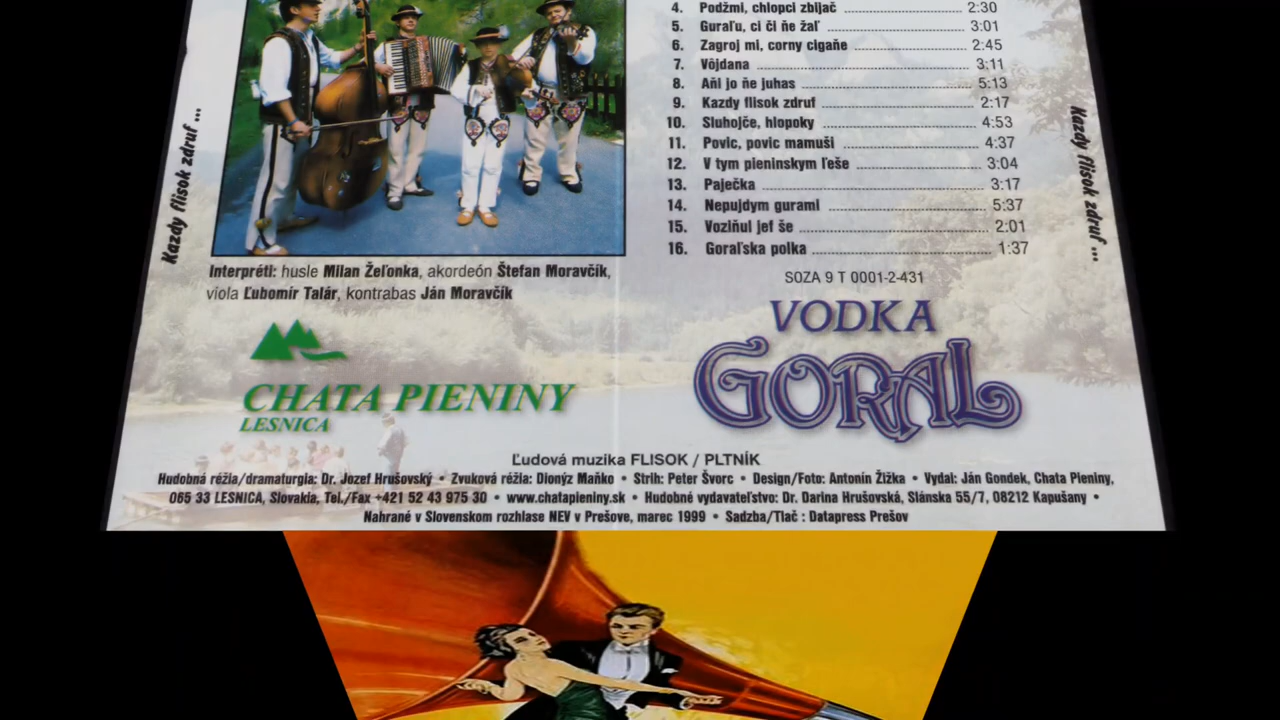 4. Podžmi, chlopci zbijač 2:30
5. Guraľu, ci či ňe žaľ 3:01
6. Zagroj mi, corny cigaňe 2:45
7. Vôjdana 3:11
8. Aňi jo ňe juhas 5:13
9. Kazdy flisok zdruf 2:17
10. Sluhojče, hlopoky 4:53
11. Povic, povic mamuši 4:37
12. V tym pieninskym ľeše 3:04
13. Paječka 3:17
14. Nepujdym gurami 5:37
15. Vozlňul jef še 2:01
16. Goraľska polka 1:37
SOZA 9 T 0001-2-431
Kazdy flisok zdruf ...
Kazdy flisok zdruf ...
Interpréti: husle Milan Žeľonka, akordeón Štefan Moravčík,
viola Ľubomír Talár, kontrabas Ján Moravčík
CHATA PIENINY
LESNICA
VODKA
GORAL
Ľudová muzika FLISOK / PLTNÍK
Hudobná réžia/dramaturgia: Dr. Jozef Hrušovský • Zvuková réžia: Dionýz Maňko • Strih: Peter Švorc • Design/Foto: Antonín Žižka • Vydal: Ján Gondek, Chata Pieniny,
065 33 LESNICA, Slovakia, Tel./Fax +421 52 43 975 30 • www.chatapieniny.sk • Hudobné vydavateľstvo: Dr. Darina Hrušovská, Slánska 55/7, 08212 Kapušany •
Nahrané v Slovenskom rozhlase NEV v Prešove, marec 1999 • Sadzba/Tlač : Datapress Prešov